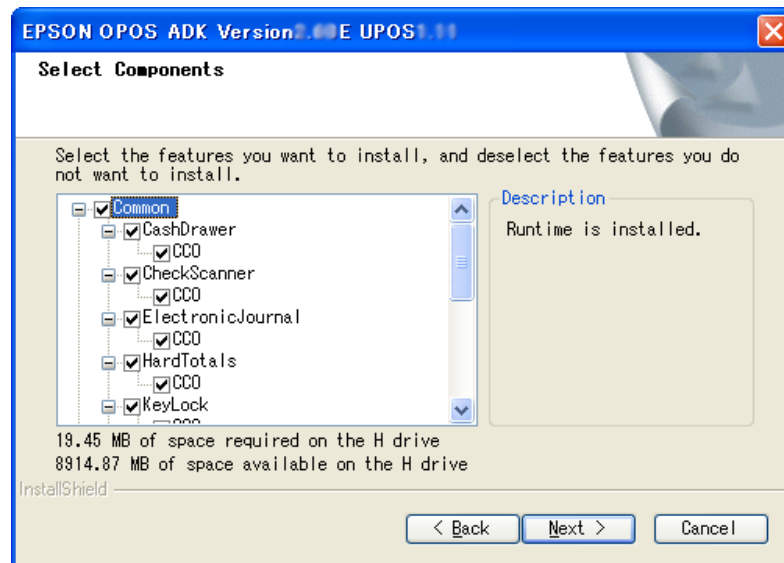 EPSON OPOS ADK Version E UPOS
Select Components
Select the features you want to install, and deselect the features you do
not want to install.
Common
CashDrawer
CCO
CheckScanner
CCO
ElectronicJournal
CCO
HardTotals
CCO
KeyLock
Description
Runtime is installed.
19.45 MB of space required on the H drive
8914.87 MB of space available on the H drive
InstallShield
< Back
Next >
Cancel